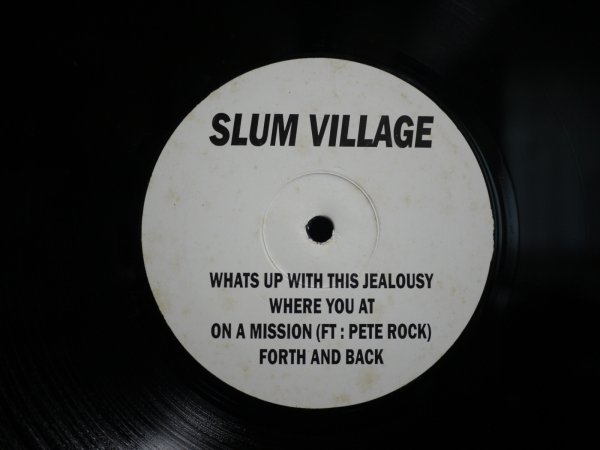 SLUM VILLAGE
WHATS UP WITH THIS JEALOUSY
WHERE YOU AT
ON A MISSION (FT : PETE ROCK)
FORTH AND BACK